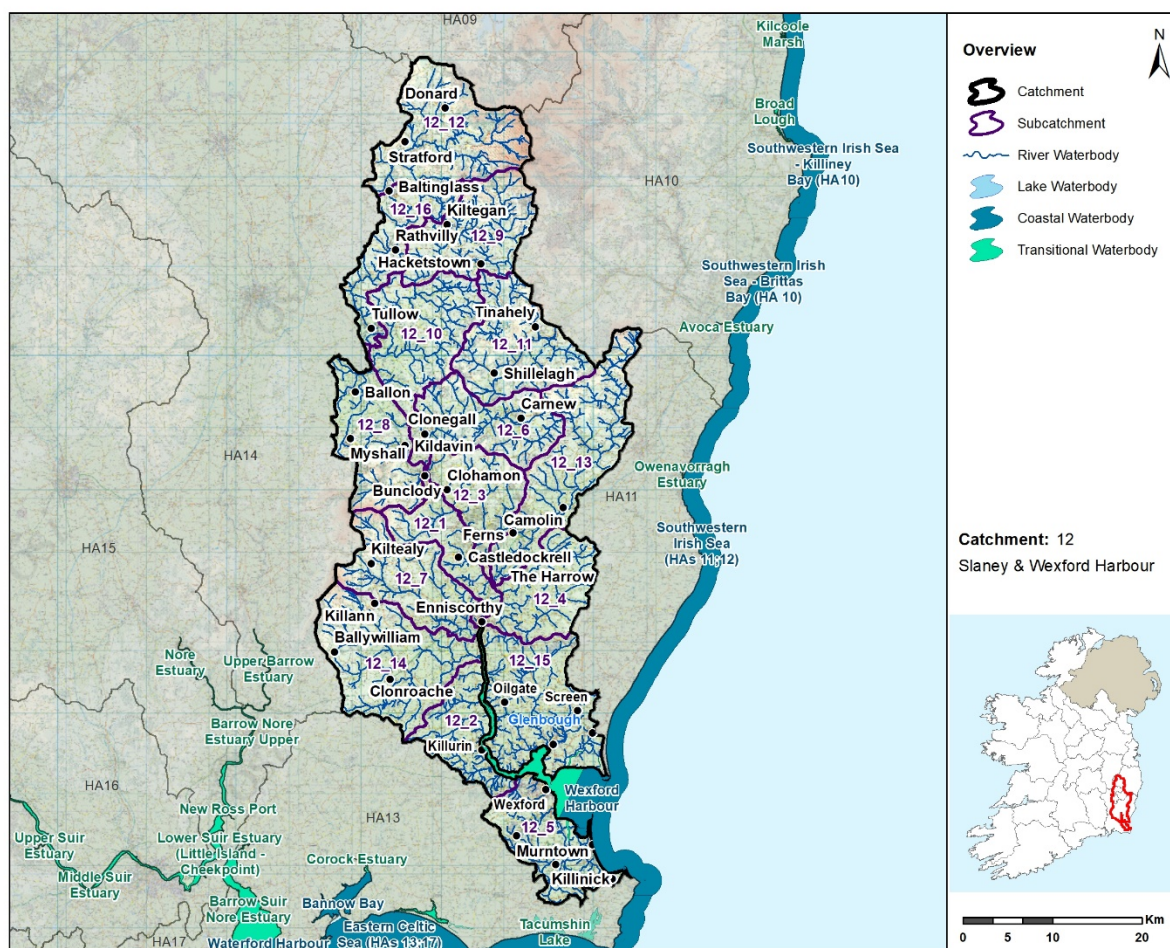 HA09
Kilcoole
Marsh
Donard
12_12
Broad
Lough
Stratford
Southwestern Irish Sea
- Killiney
Bay (HA10)
HA10
Baltinglass
12_16
Kiltegan
Rathvilly
12_9
Hacketstown
Southwestern Irish
Sea - Brittas
Bay (HA 10)
Tullow
12_10
Tinahely
12_11
Avoca Estuary
Shillelagh
Ballon
Carnew
12_8
Clonegall
12_6
Myshall
Kildavin
12_13
HA14
Clohamon
Owenavorragh
Estuary
Bunclody
12_3
HA11
12_1
Camolin
Ferns
Southwestern
Irish Sea
(HAs 11;12)
HA15
Kiltealy
Castledockrell
12_7
The Harrow
12_4
Killann
Enniscorthy
Ballywilliam
12_14
12_15
Nore
Estuary
Upper Barrow
Estuary
Clonroache
Oilgate
Screen
12_2
Glenbough
Barrow Nore
Estuary Upper
Killurin
HA16
Wexford
Wexford
Harbour
New Ross Port
HA13
12_5
Upper Suir
Estuary
Lower Suir Estuary
(Little Island -
Cheekpoint)
Murntown
Middle Suir
Estuary
Corock Estuary
Killinick
Barrow Suir
Nore Estuary
Bannow Bay
Tacumshin
Lake
HA17
Waterford Harbour
Eastern Celtic
Sea (HAs 13;17)
Overview
N
Catchment
Subcatchment
River Waterbody
Lake Waterbody
Coastal Waterbody
Transitional Waterbody
Catchment: 12
Slaney & Wexford Harbour
Km
0 5 10 20